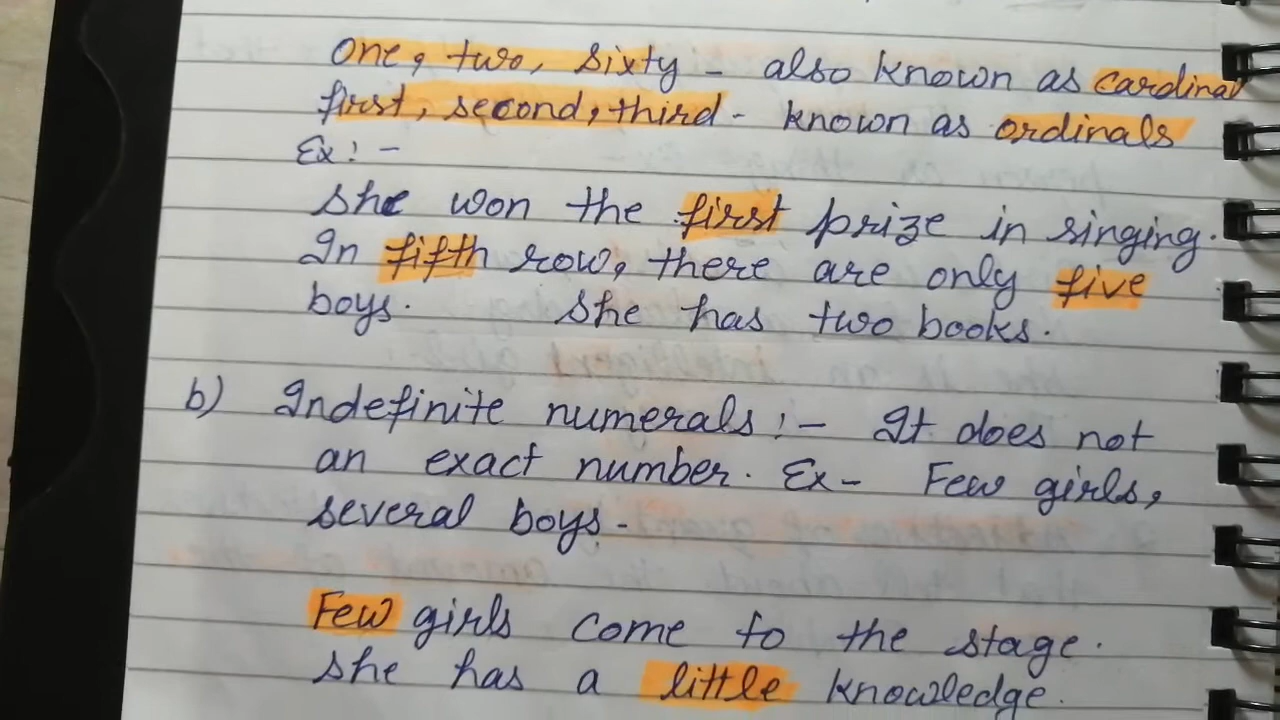 One, two, sixty - also known as cardinal
first, second, third - known as ordinals
Ex: -
She won the first prize in singing.
In fifth row, there are only five
boys. She has two books.
b) Indefinite numerals :- It does not
an exact number. Ex- Few girls,
several boys.
Few girls come to the stage.
She has a little knowledge.